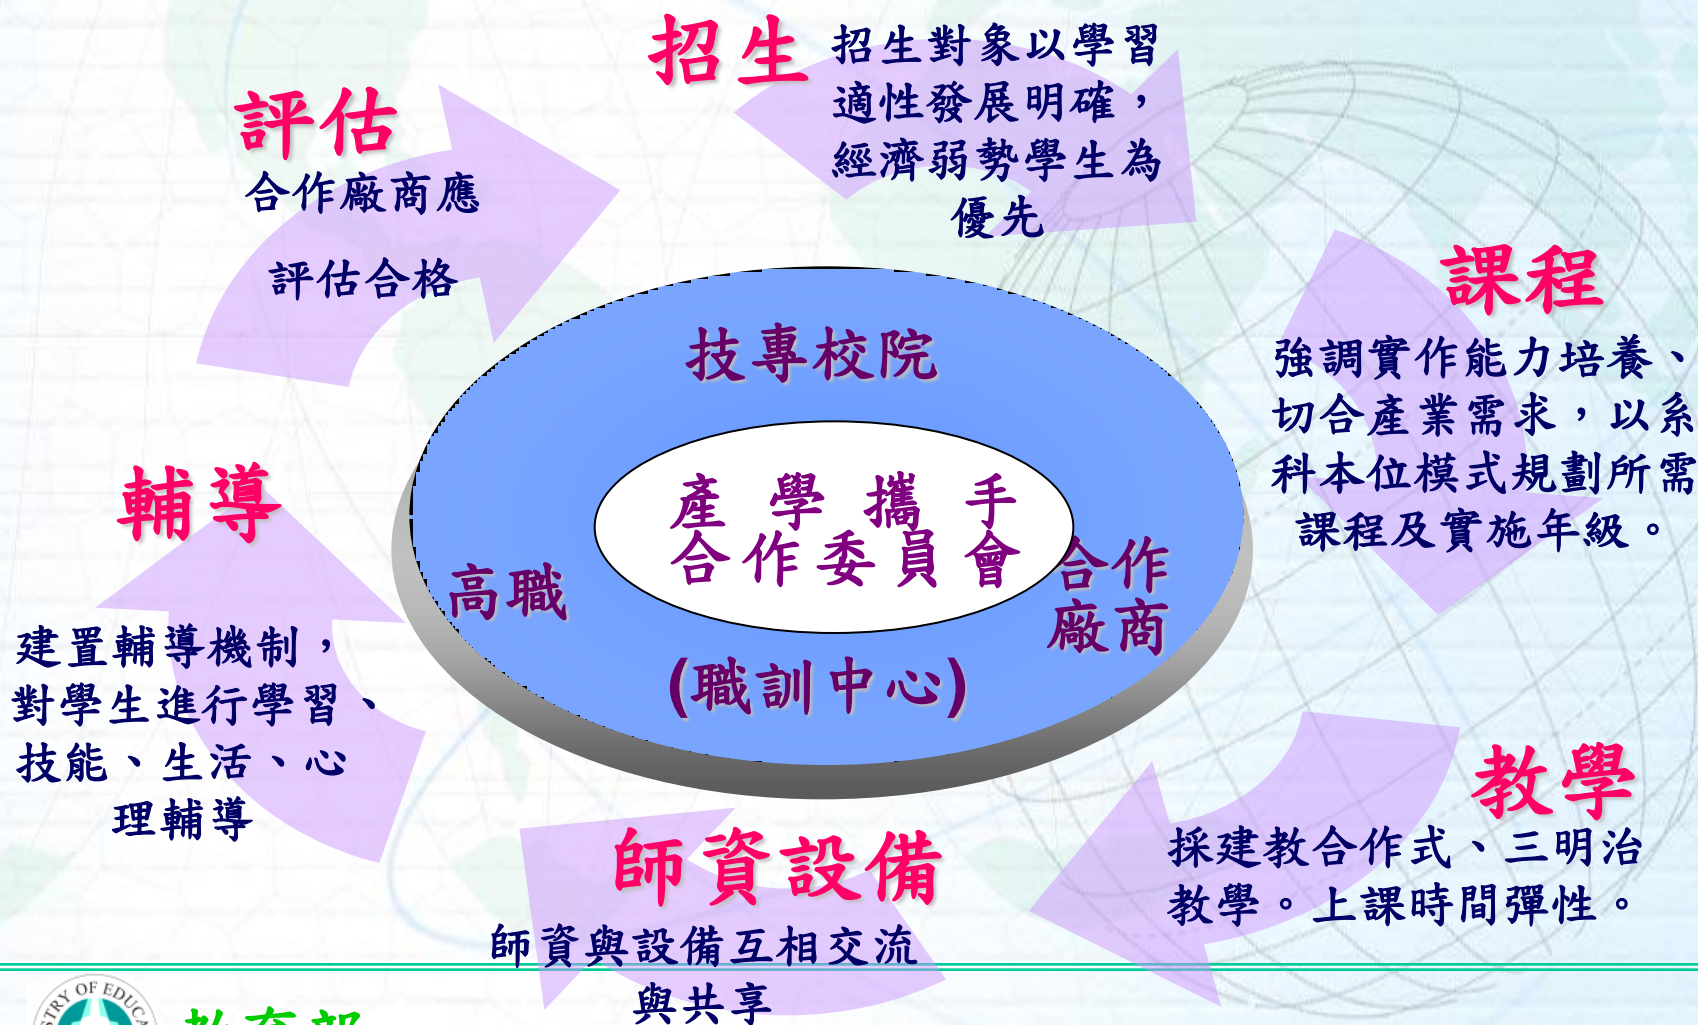 招生
招生對象以學習
適性發展明確，
經濟弱勢學生為
優先
課程
強調實作能力培養、
切合產業需求，以系
科本位模式規劃所需
課程及實施年級。
教學
採建教合作式、三明治
教學。上課時間彈性。
師資設備
師資與設備互相交流
與共享
輔導
建置輔導機制，
對學生進行學習、
技能、生活、心
理輔導
評估
合作廠商應
評估合格
技專校院
產學攜手
合作委員會
高職
合作
廠商
(職訓中心)
教育部